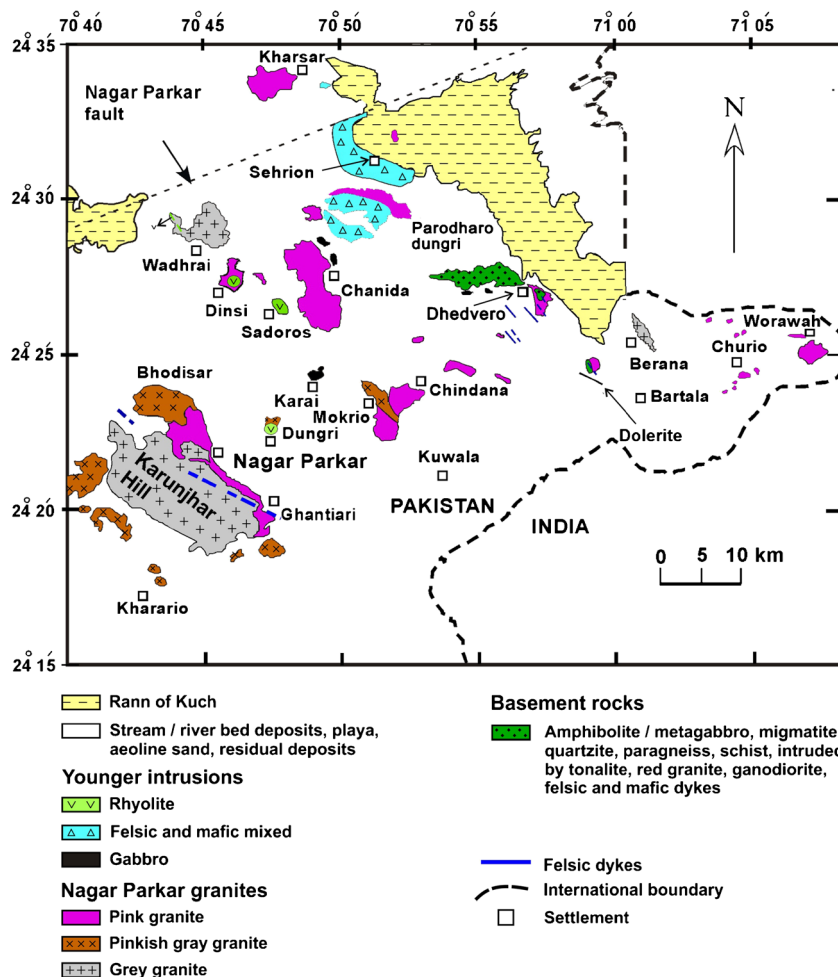 70° 40´ 70° 45´ 70° 50´ 70° 55´ 71° 00´ 71° 05´
24° 35´
Kharsar
Nagar Parkar
fault
N
Sehrion
24° 30´
Parodharo
dungri
Wadhrai
Chanida
Dinsi
Dhedvero
Sadoros
Worawah
24° 25´
Churio
Berana
Bhodisar
Karai
Chindana
Bartala
Mokrio
Dungri
Dolerite
Nagar Parkar
Kuwala
Karunjhar
Hill
PAKISTAN
24° 20´
Ghantiari
INDIA
0 5 10 km
Kharario
24° 15´
Rann of Kuch
Stream / river bed deposits, playa,
aeoline sand, residual deposits
Younger intrusions
Rhyolite
Felsic and mafic mixed
Gabbro
Nagar Parkar granites
Pink granite
Pinkish gray granite
Grey granite
Basement rocks
Amphibolite / metagabbro, migmatite
quartzite, paragneiss, schist, intruded
by tonalite, red granite, ganodiorite,
felsic and mafic dykes
Felsic dykes
International boundary
Settlement